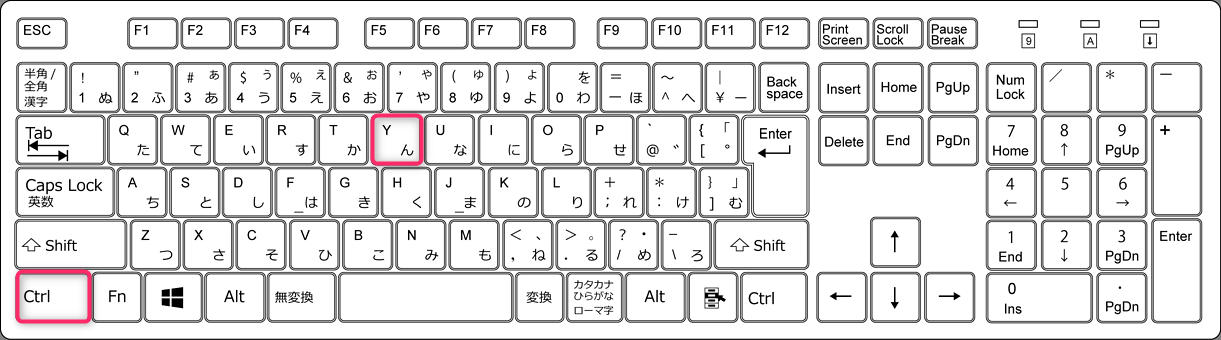 ESC F1 F2 F3 F4 F5 F6 F7 F8 F9 F10 F11 F12 Print Screen Scroll Lock Pause Break 9 A ↓
半角/全角 漢字 ! 1 ぬ " 2 ふ # ぁ 3 あ $ ぅ 4 う % ぇ 5 え & ぉ 6 お ' ゃ 7 や ( ゅ 8 ゆ ) ょ 9 よ を 0 わ = ー ほ ～ ^ へ | ¥ ー Back space Insert Home PgUp Num Lock ／ * －
Tab Q た W て E い R す T か Y ん U な I に O ら P せ ` @ ゛ { 「 [ ゜ Enter Delete End PgDn 7 Home 8 ↑ 9 PgUp +
Caps Lock 英数 A ち S と D し F _は G き H く J _ま K の L り + ; れ * : け } 」 ] む 4 ← 5 6 →
Shift Z つ X さ C そ V ひ B こ N み M も < 、 , ね > 。 . る ? ・ / め _ \ ろ Shift ↑ 1 End 2 ↓ 3 PgDn Enter
Ctrl Fn Alt 無変換 変換 カタカナ ひらがな ローマ字 Alt Ctrl ← ↓ → 0 Ins . PgDn